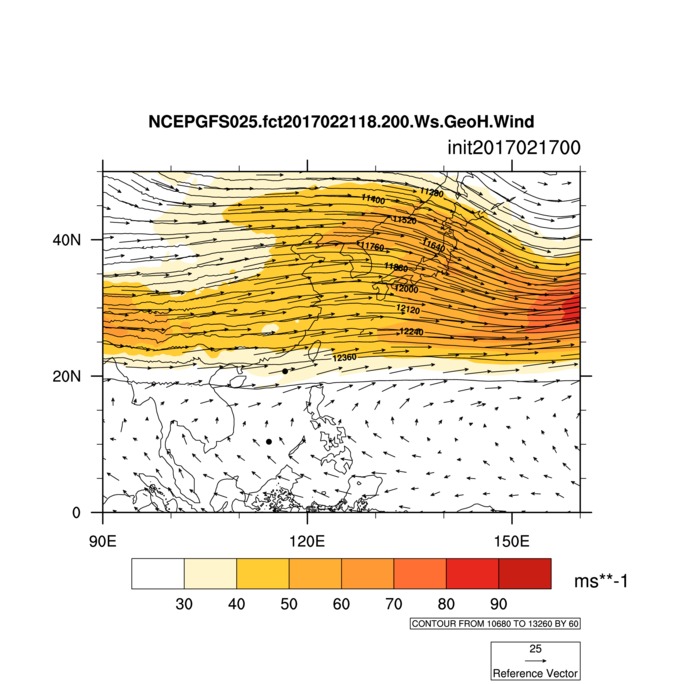 NCEPGFS025.fct2017022118.200.Ws.GeoH.Wind
init2017021700
11280
11400
11520
11640
11760
11880
12000
12120
12240
12360
40N
20N
0
90E 120E 150E
30 40 50 60 70 80 90
ms**-1
CONTOUR FROM 10680 TO 13260 BY 60
25
Reference Vector